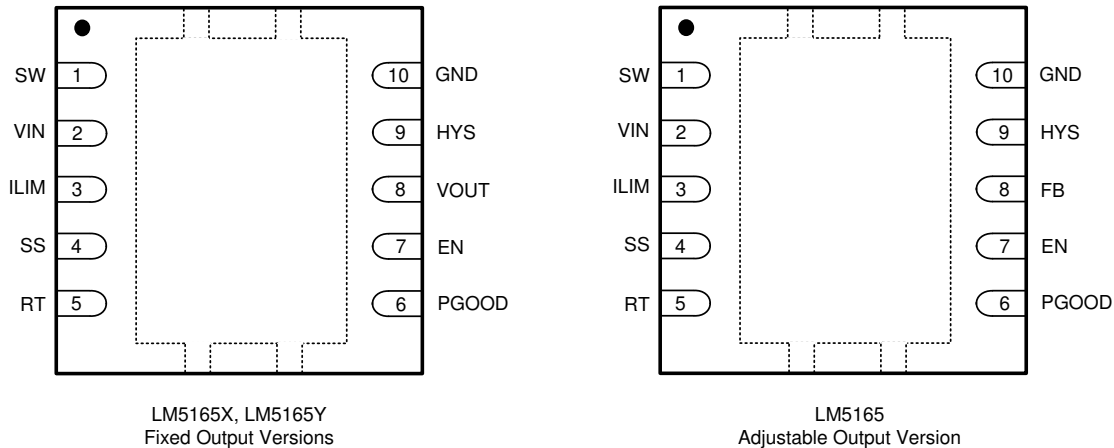 SW 1 10 GND
VIN 2 9 HYS
ILIM 3 8 VOUT
SS 4 7 EN
RT 5 6 PGOOD
LM5165X, LM5165Y
Fixed Output Versions
SW 1 10 GND
VIN 2 9 HYS
ILIM 3 8 FB
SS 4 7 EN
RT 5 6 PGOOD
LM5165
Adjustable Output Version